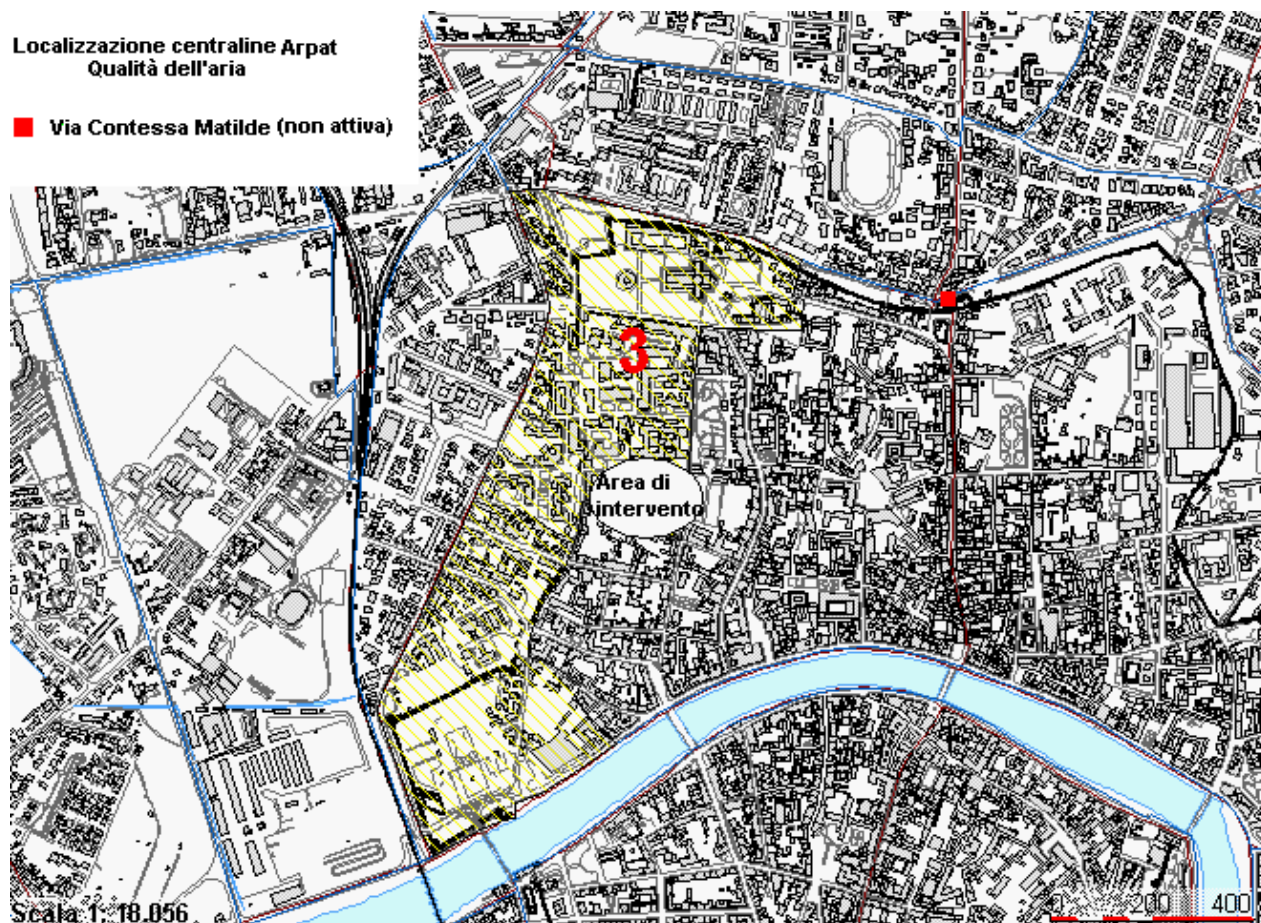 Localizzazione centraline Arpat
Qualità dell'aria
Via Contessa Matilde (non attiva)
3
Area di
intervento
Scala 1: 18.056
0 200 400